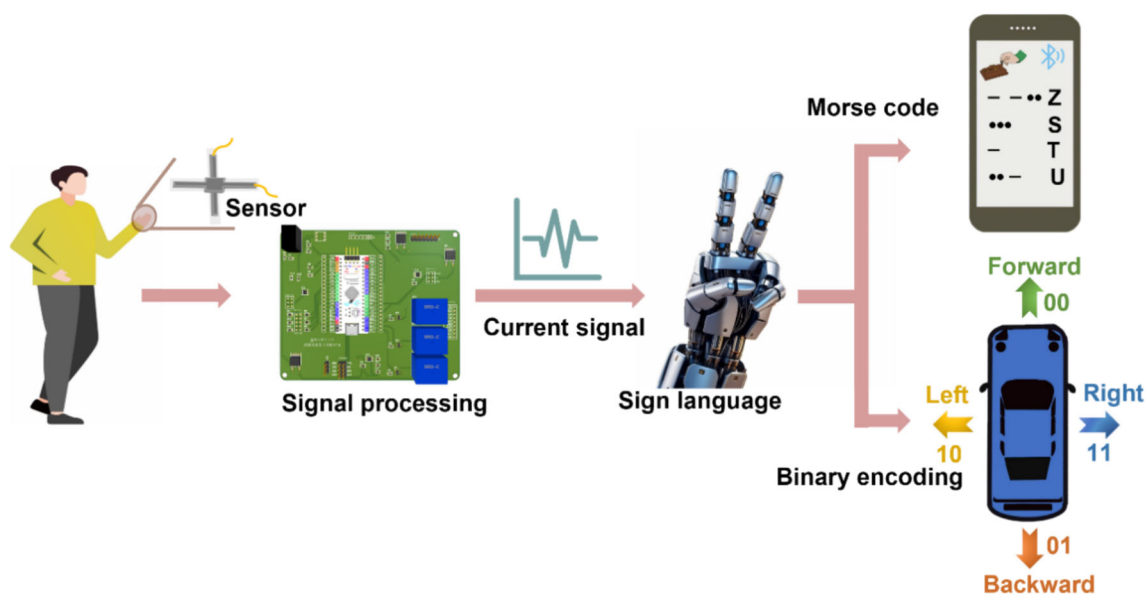 Morse code
– – •• Z
••• S
– T
•• – U
Sensor
Current signal
Signal processing
Sign language
Forward
00
Left
10
Right
11
Binary encoding
01
Backward